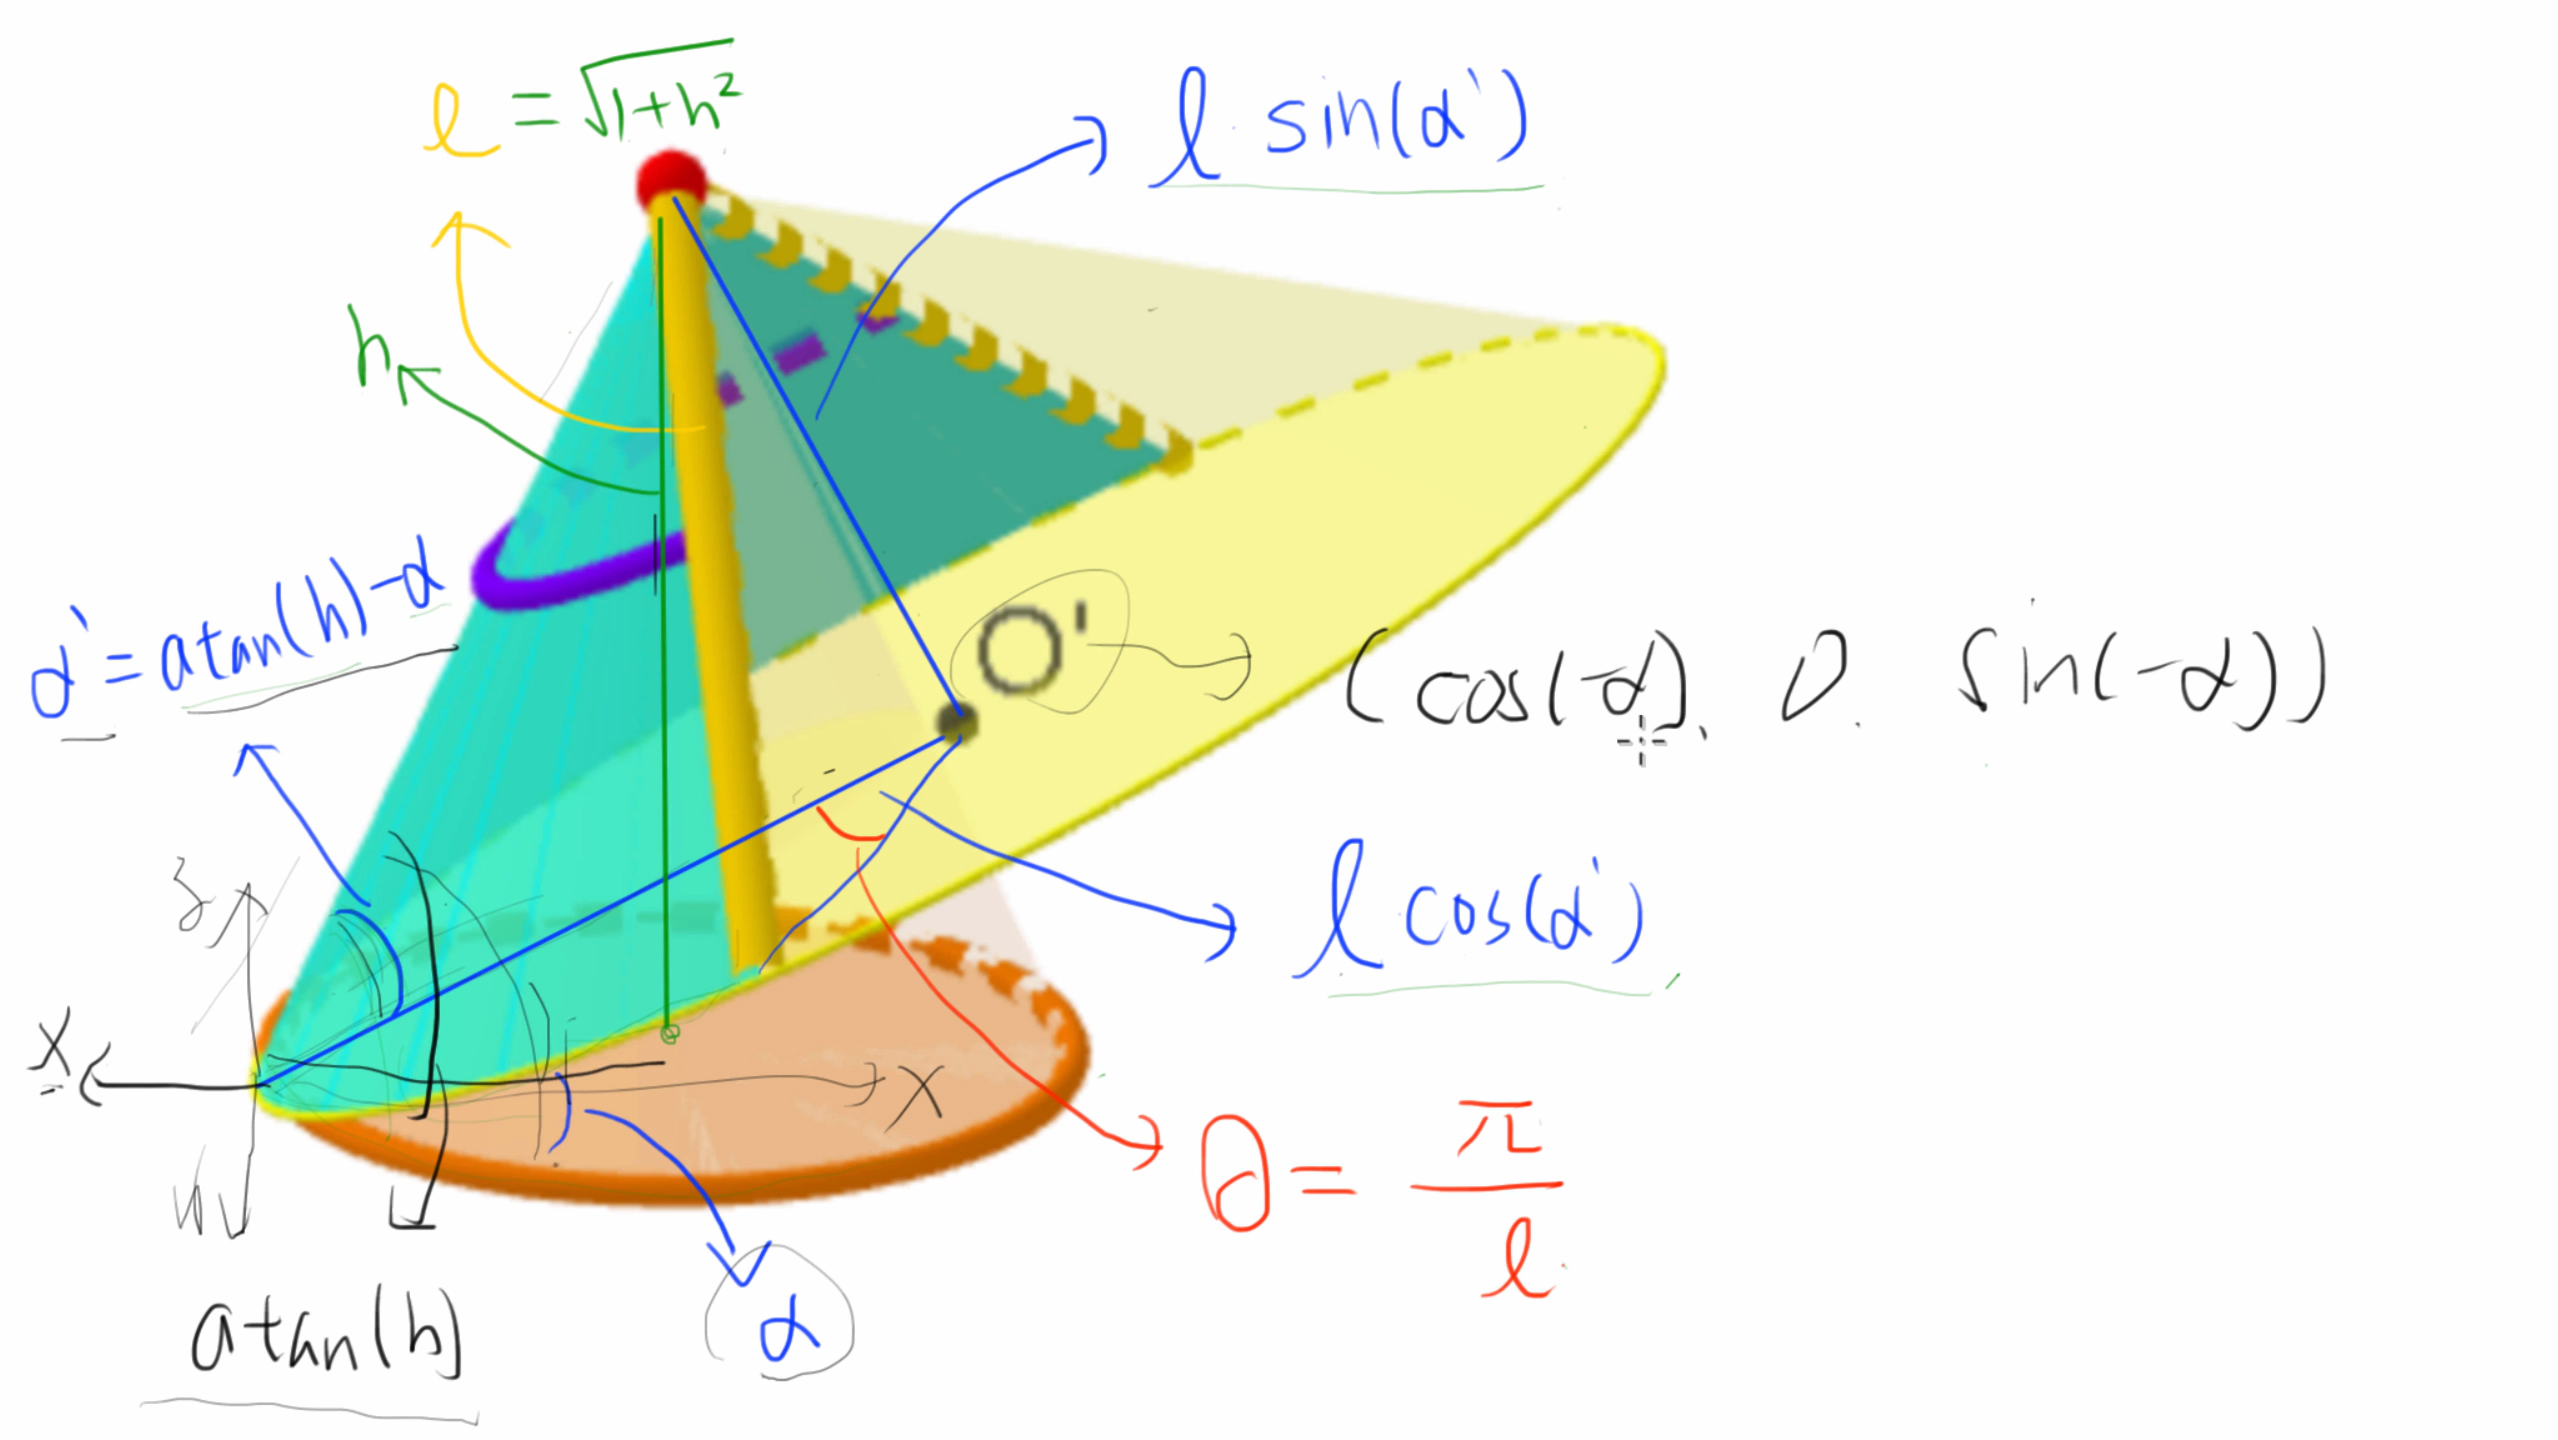 l = √1+h²
l sin(α')
h
α' = atan(h)-α
O'
(cos(-α), 0, sin(-α))
l cos(α')
z
x
x
θ = π/l
α
atan(h)